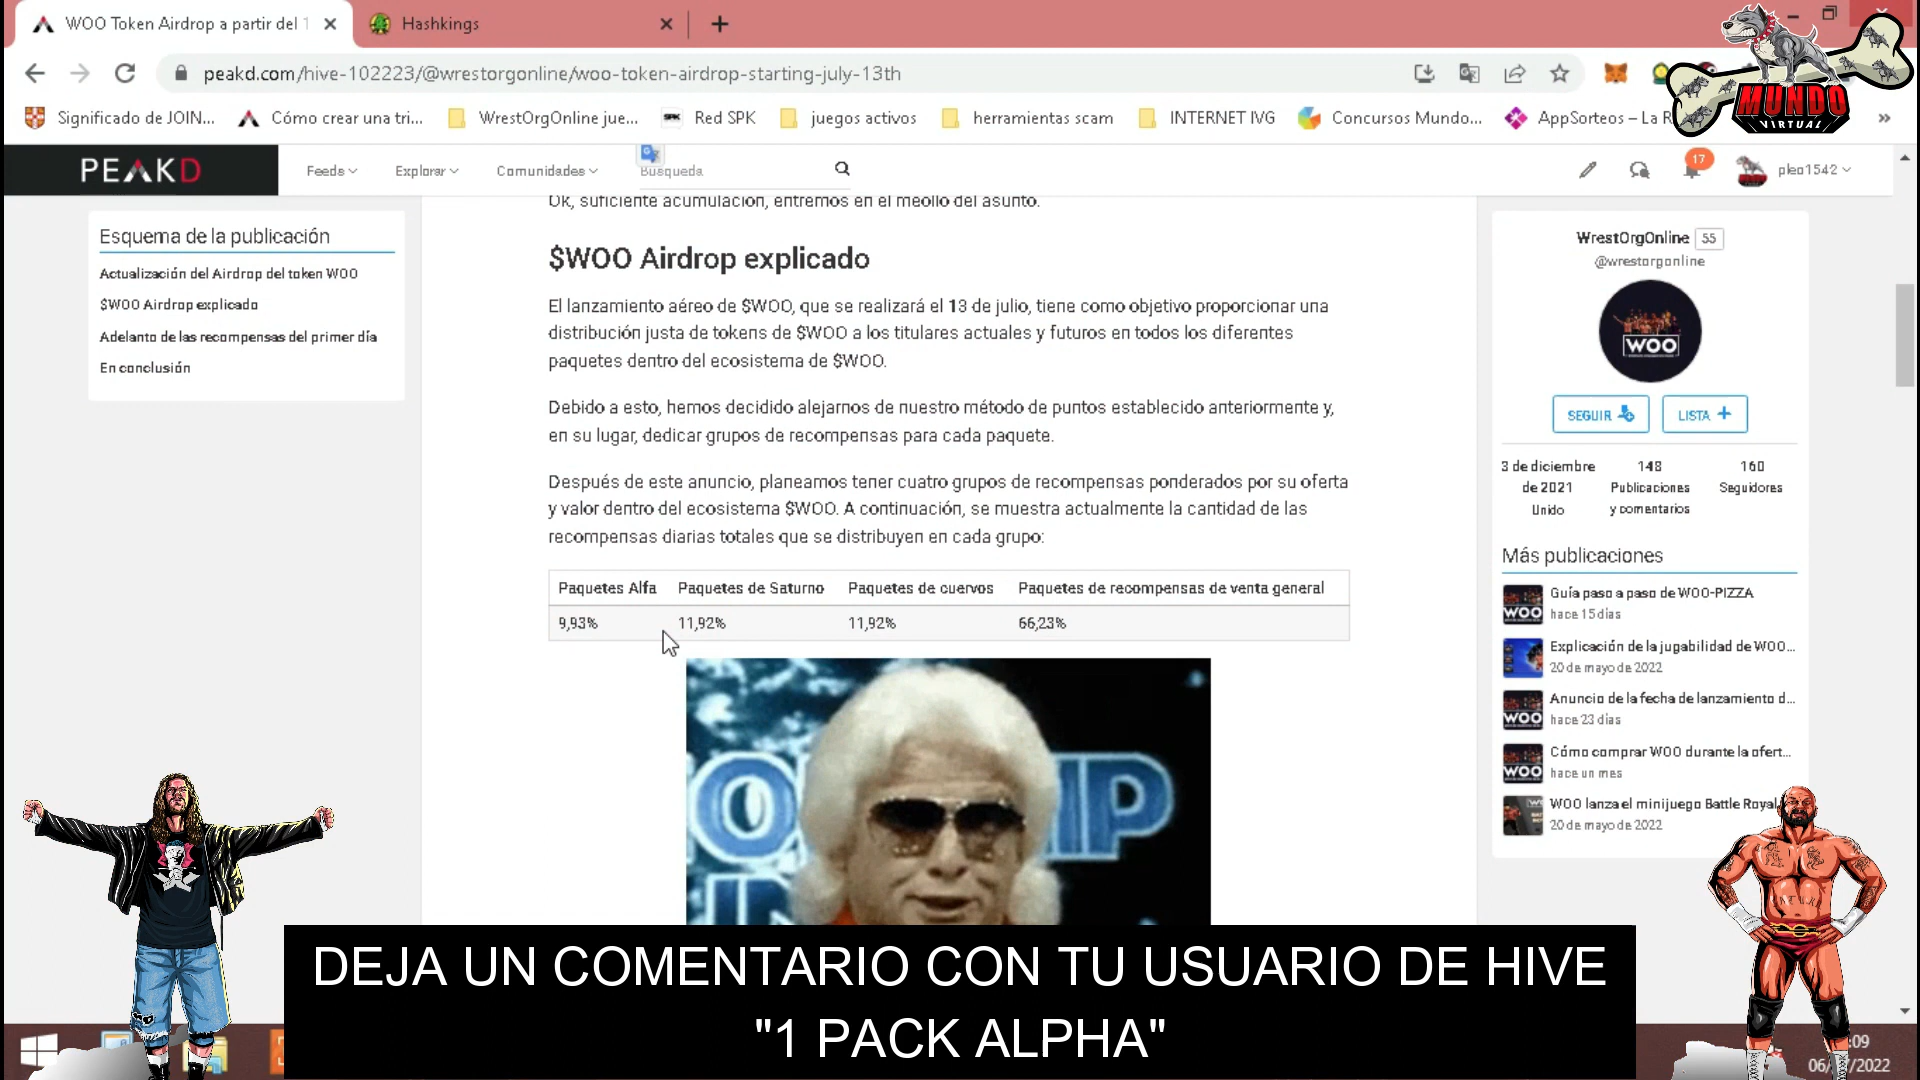 WOO Token Airdrop a partir del 1
Hashkings
peakd.com/hive-102223/@wrestorgonline/woo-token-airdrop-starting-july-13th
Significado de JOIN...
Cómo crear una tri...
WrestOrgOnline jue...
Red SPK
juegos activos
herramientas scam
INTERNET IVG
Concursos Mundo...
AppSorteos – La R
MUNDO
VIRTUAL
PEAKD
Feeds
Explorar
Comunidades
Búsqueda
17
plea1542
Esquema de la publicación
Actualización del Airdrop del token WOO
$WOO Airdrop explicado
Adelanto de las recompensas del primer día
En conclusión
Ok, suficiente acumulación, entremos en el meollo del asunto.
$WOO Airdrop explicado
El lanzamiento aéreo de $WOO, que se realizará el 13 de julio, tiene como objetivo proporcionar una
distribución justa de tokens de $WOO a los titulares actuales y futuros en todos los diferentes
paquetes dentro del ecosistema de $WOO.
Debido a esto, hemos decidido alejarnos de nuestro método de puntos establecido anteriormente y,
en su lugar, dedicar grupos de recompensas para cada paquete.
Después de este anuncio, planeamos tener cuatro grupos de recompensas ponderados por su oferta
y valor dentro del ecosistema $WOO. A continuación, se muestra actualmente la cantidad de las
recompensas diarias totales que se distribuyen en cada grupo:
Paquetes Alfa Paquetes de Saturno Paquetes de cuervos Paquetes de recompensas de venta general
9,93% 11,92% 11,92% 66,23%
WrestOrgOnline 55
@wrestorgonline
WOO
SEGUIR
LISTA
3 de diciembre de 2021
Unido
148
Publicaciones y comentarios
160
Seguidores
Más publicaciones
WOO
Guía paso a paso de WOO-PIZZA
hace 15 días
Explicación de la jugabilidad de WOO...
20 de mayo de 2022
WOO
Anuncio de la fecha de lanzamiento d...
hace 23 días
WOO
Cómo comprar WOO durante la ofert...
hace un mes
WOO lanza el minijuego Battle Royal
20 de mayo de 2022
DEJA UN COMENTARIO CON TU USUARIO DE HIVE
"1 PACK ALPHA"
:09